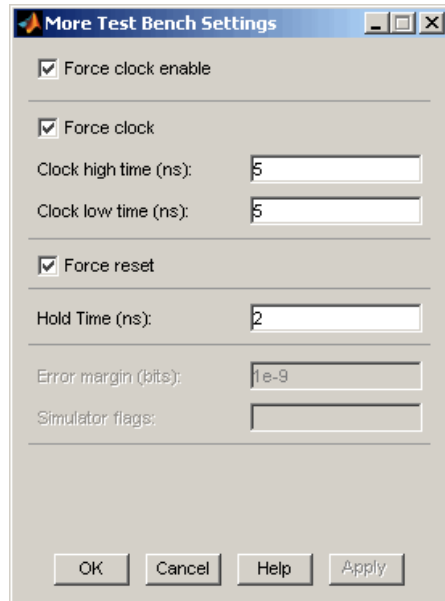 More Test Bench Settings
Force clock enable
Force clock
Clock high time (ns): 5
Clock low time (ns): 5
Force reset
Hold Time (ns): 2
Error margin (bits): 1e-9
Simulator flags:
OK Cancel Help Apply